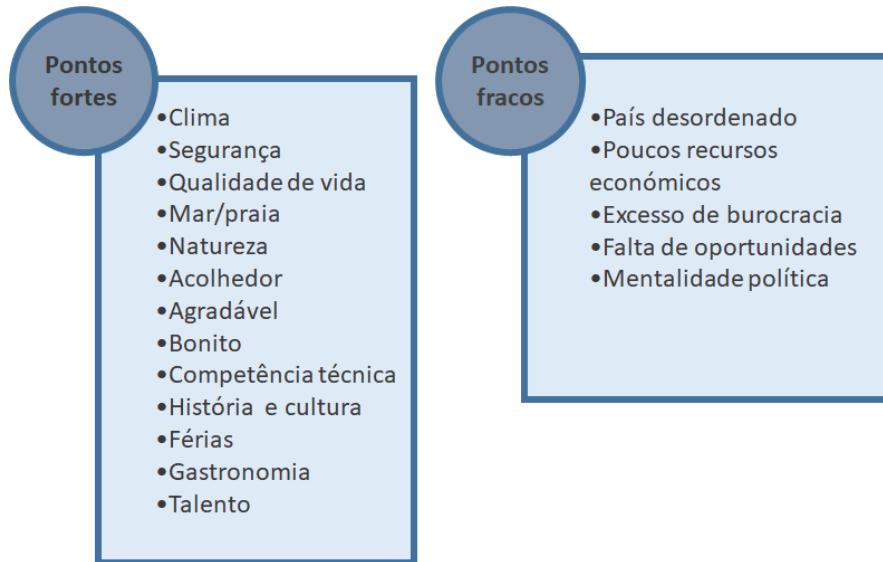 Pontos
fortes
•Clima
•Segurança
•Qualidade de vida
•Mar/praia
•Natureza
•Acolhedor
•Agradável
•Bonito
•Competência técnica
•História e cultura
•Férias
•Gastronomia
•Talento
Pontos
fracos
•País desordenado
•Poucos recursos
económicos
•Excesso de burocracia
•Falta de oportunidades
•Mentalidade política